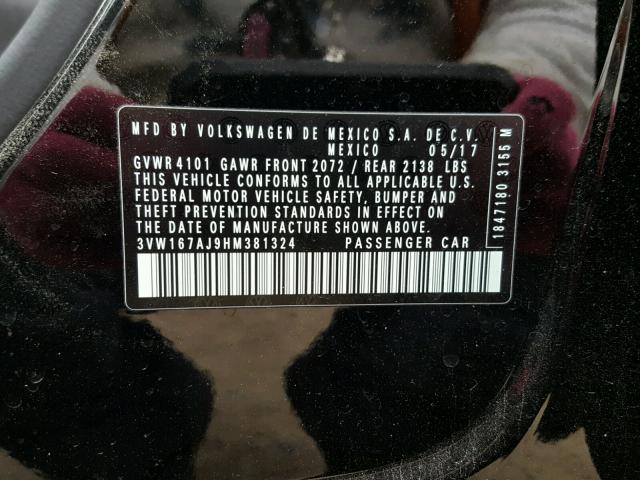 MFD BY VOLKSWAGEN DE MEXICO S.A. DE C.V.
MEXICO 05/17
GVWR 4101 GAWR FRONT 2072 / REAR 2138 LBS
THIS VEHICLE CONFORMS TO ALL APPLICABLE U.S.
FEDERAL MOTOR VEHICLE SAFETY, BUMPER AND
THEFT PREVENTION STANDARDS IN EFFECT ON
THE DATE OF MANUFACTURE SHOWN ABOVE.
3VW167AJ9HM381324 PASSENGER CAR
1847180 3155 M